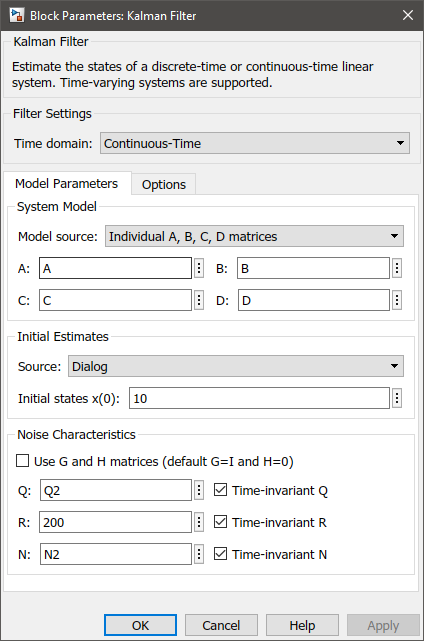 Block Parameters: Kalman Filter
Kalman Filter
Estimate the states of a discrete-time or continuous-time linear
system. Time-varying systems are supported.
Filter Settings
Time domain: Continuous-Time
Model Parameters Options
System Model
Model source: Individual A, B, C, D matrices
A: A B: B
C: C D: D
Initial Estimates
Source: Dialog
Initial states x(0): 10
Noise Characteristics
Use G and H matrices (default G=I and H=0)
Q: Q2 Time-invariant Q
R: 200 Time-invariant R
N: N2 Time-invariant N
OK Cancel Help Apply